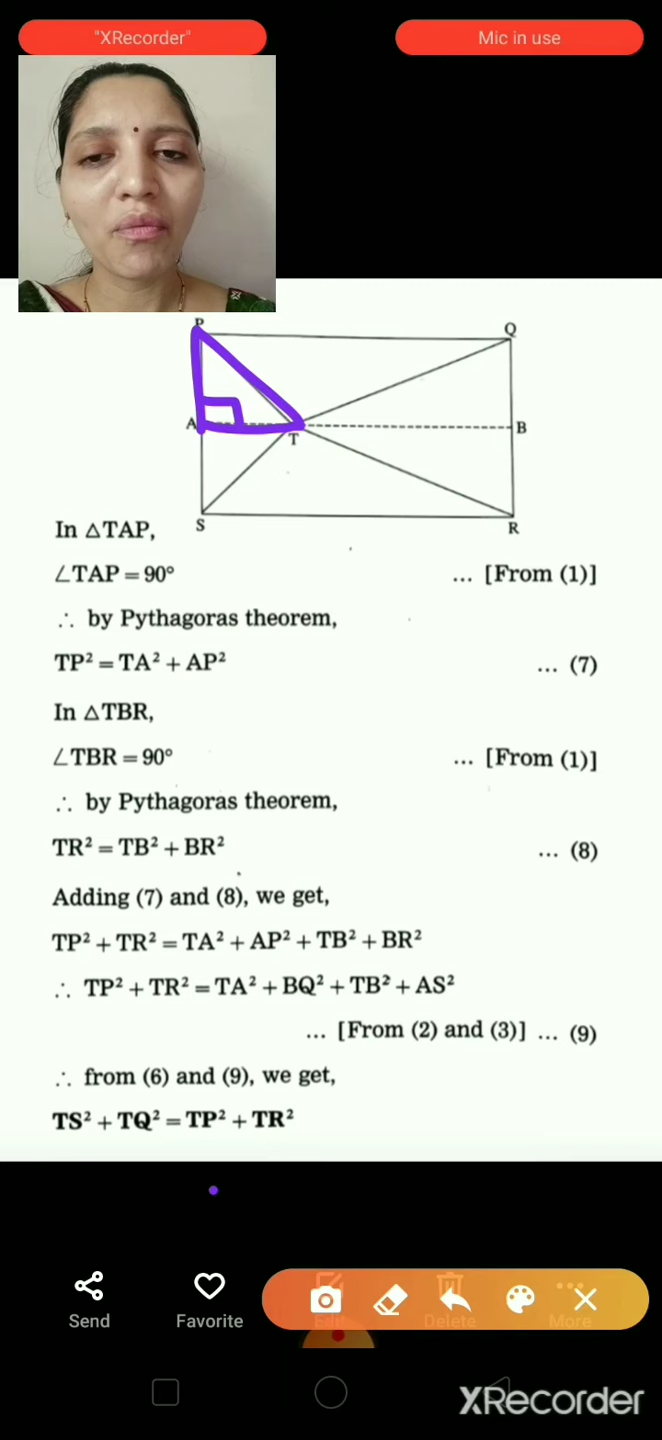 "XRecorder"
Mic in use
P
Q
A
T
B
S
R
In △TAP,
∠TAP = 90° ... [From (1)]
∴ by Pythagoras theorem,
TP² = TA² + AP² ... (7)
In △TBR,
∠TBR = 90° ... [From (1)]
∴ by Pythagoras theorem,
TR² = TB² + BR² ... (8)
Adding (7) and (8), we get,
TP² + TR² = TA² + AP² + TB² + BR²
∴ TP² + TR² = TA² + BQ² + TB² + AS²
... [From (2) and (3)] ... (9)
∴ from (6) and (9), we get,
TS² + TQ² = TP² + TR²
Send
Favorite
Edit
Delete
More
XRecorder